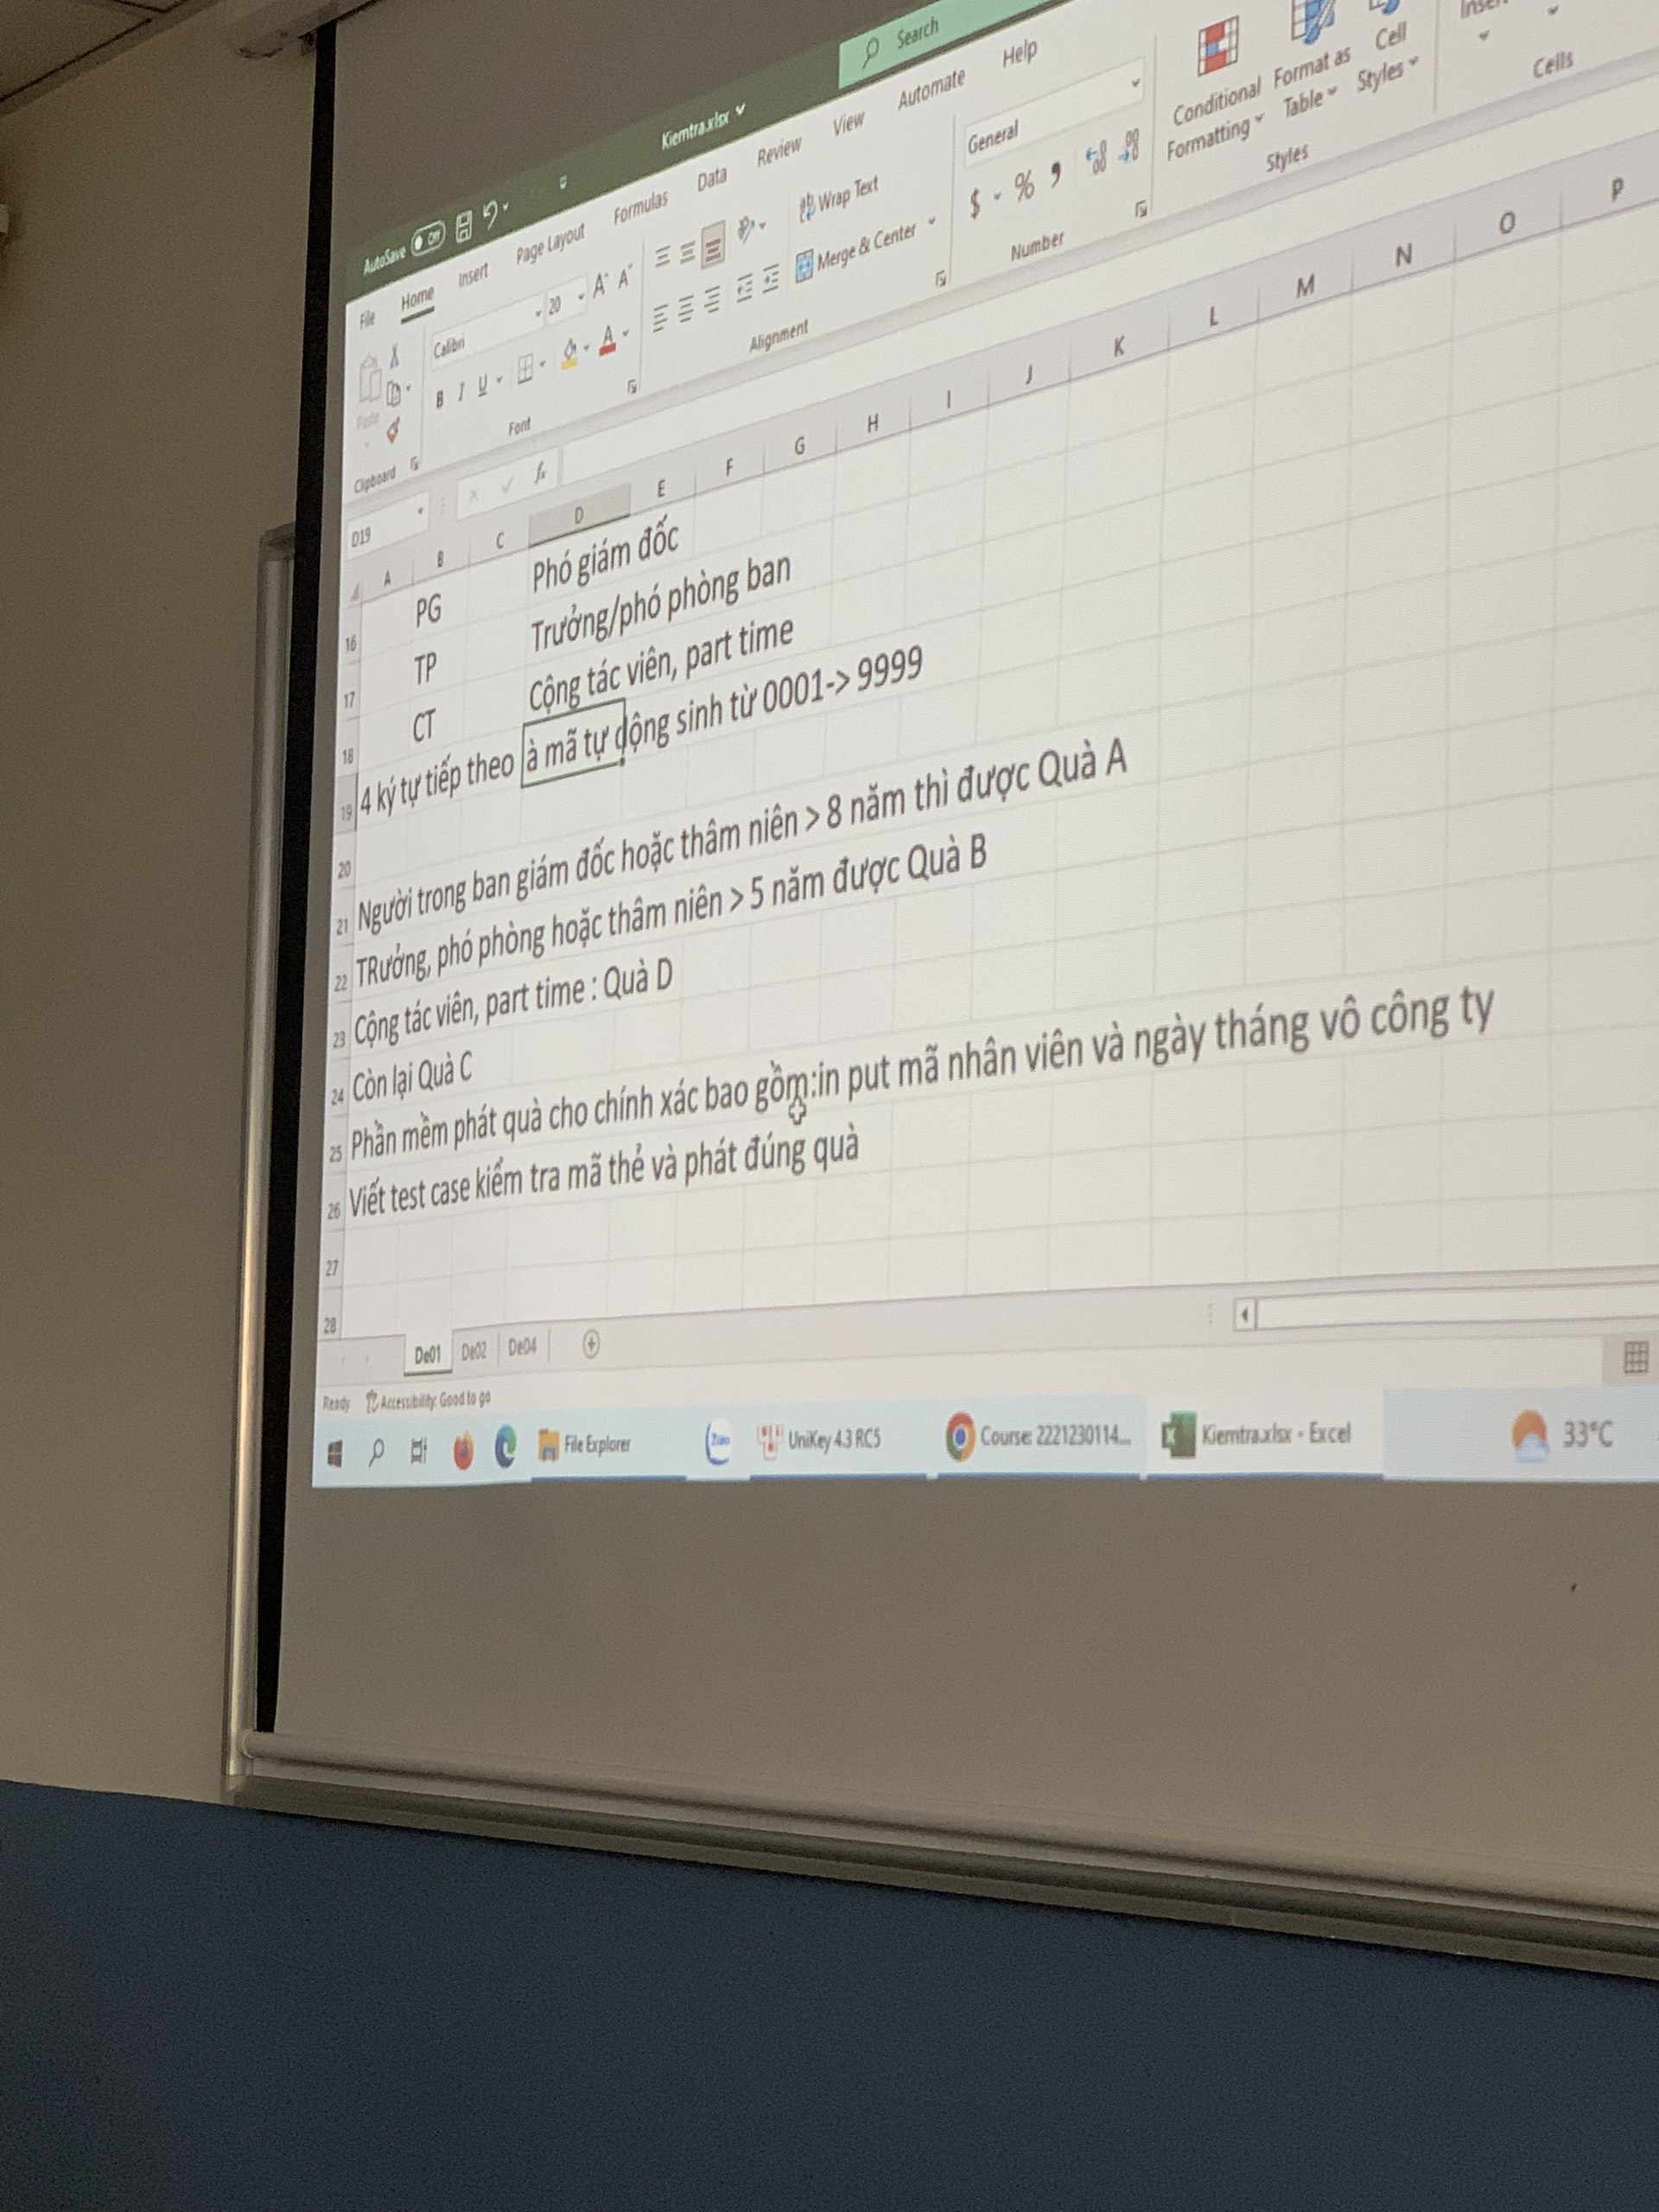 Search
AutoSave Off
Kiemtra.xlsx
File Home Insert Page Layout Formulas Data Review View Automate Help
Paste
Clipboard
Calibri 20 A A
B I U A
Font
Wrap Text
Merge & Center
Alignment
General
$ % ,
Number
Conditional Formatting
Format as Table
Cell Styles
Styles
Cells
D19 fx
A B C D E F G H I J K L M N O P
16 PG Phó giám đốc
17 TP Trưởng/phó phòng ban
18 CT Cộng tác viên, part time
19 4 ký tự tiếp theo à mã tự động sinh từ 0001-> 9999
20
21 Người trong ban giám đốc hoặc thâm niên > 8 năm thì được Quà A
22 TRưởng, phó phòng hoặc thâm niên > 5 năm được Quà B
23 Cộng tác viên, part time : Quà D
24 Còn lại Quà C
25 Phần mềm phát quà cho chính xác bao gồm:in put mã nhân viên và ngày tháng vô công ty
26 Viết test case kiểm tra mã thẻ và phát đúng quà
27
28
De01 De02 De04
Ready Accessibility: Good to go
File Explorer Zalo UniKey 4.3 RC5 Course: 2221230114... Kiemtra.xlsx - Excel 33°C